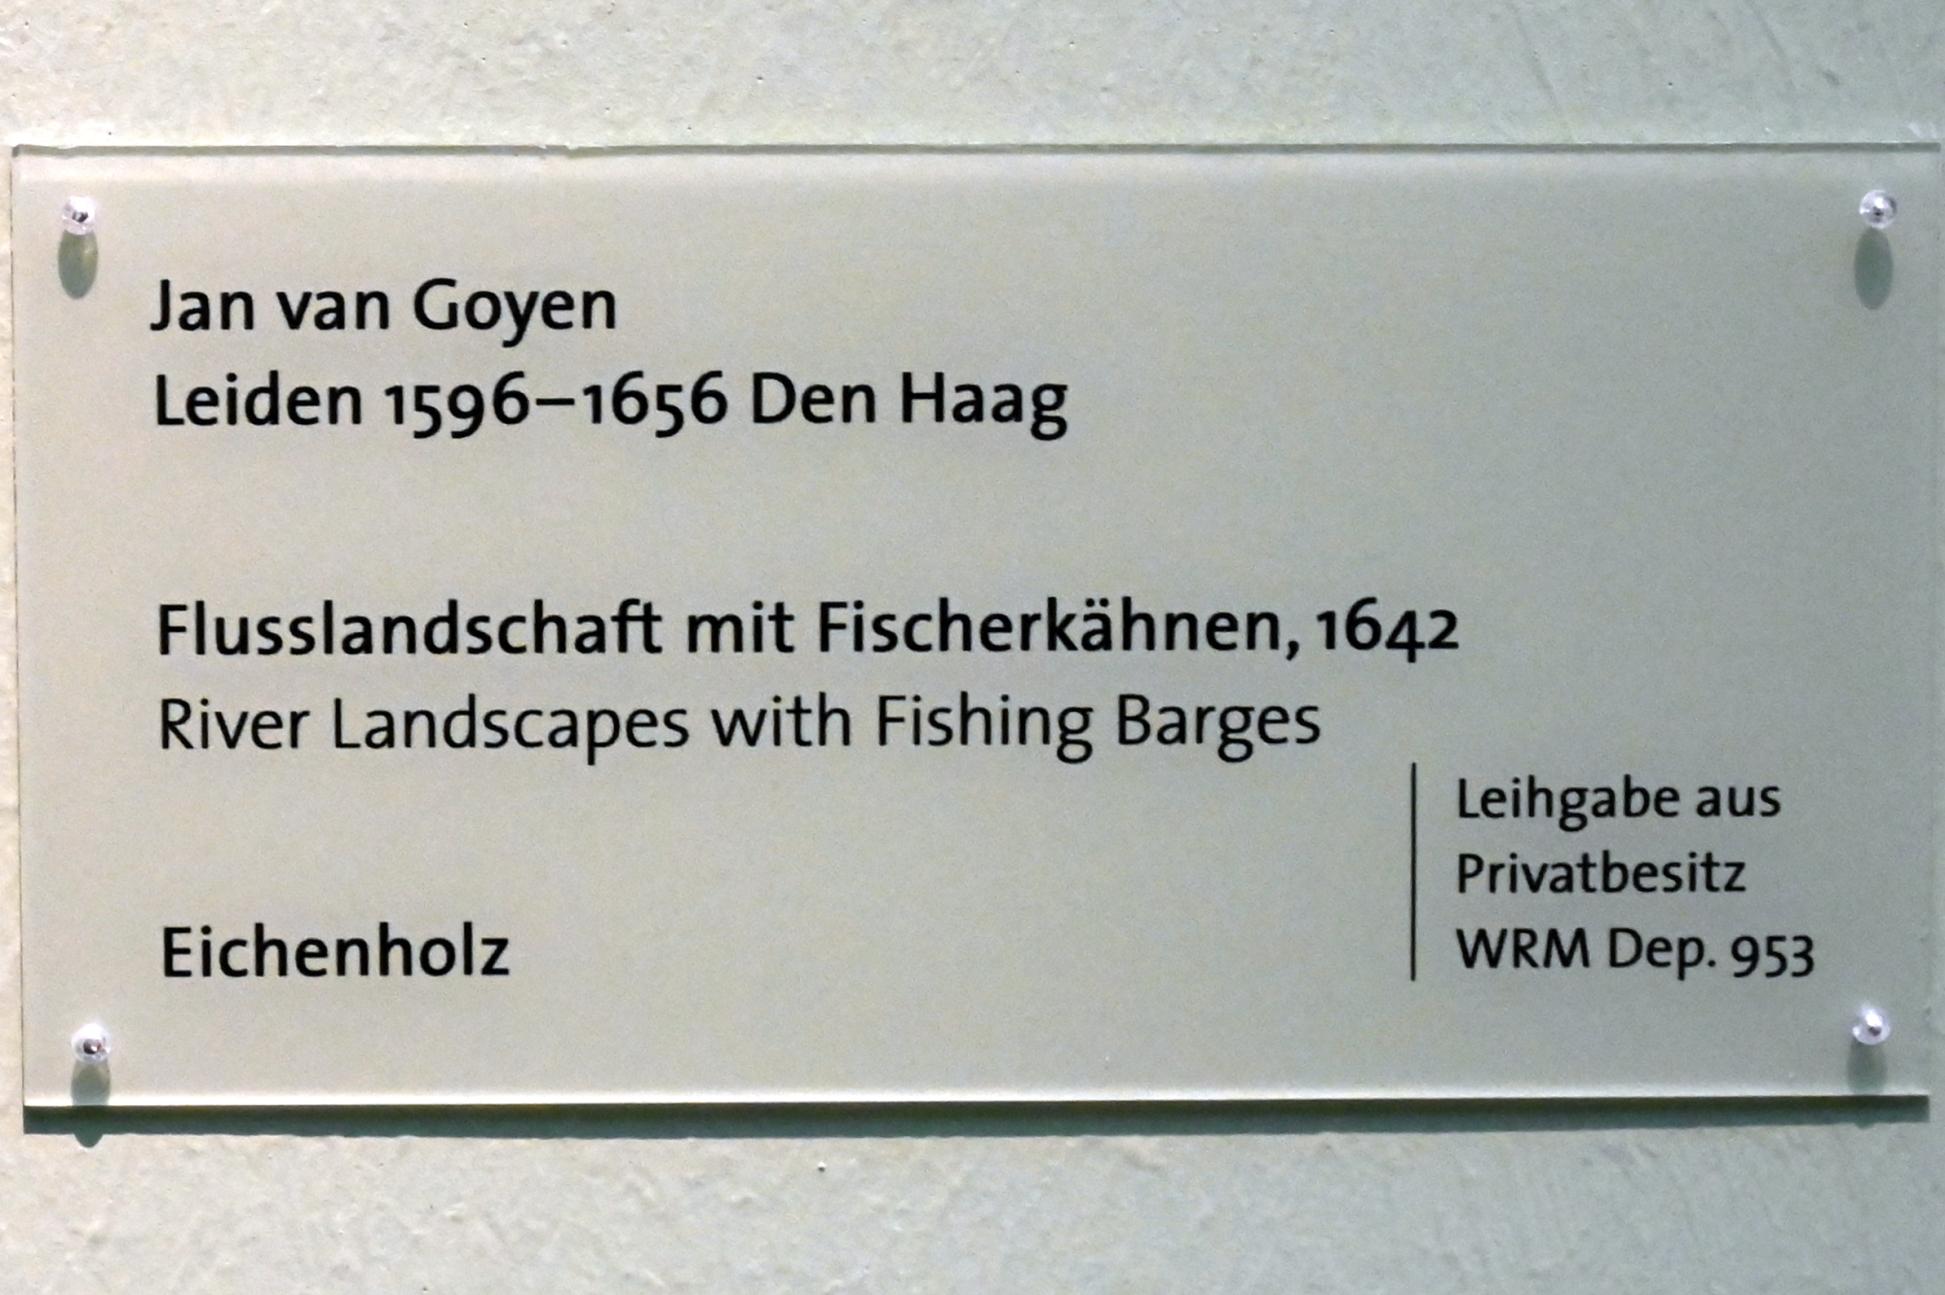 Jan van Goyen
Leiden 1596–1656 Den Haag
Flusslandschaft mit Fischerkähnen, 1642
River Landscapes with Fishing Barges
Eichenholz
Leihgabe aus
Privatbesitz
WRM Dep. 953